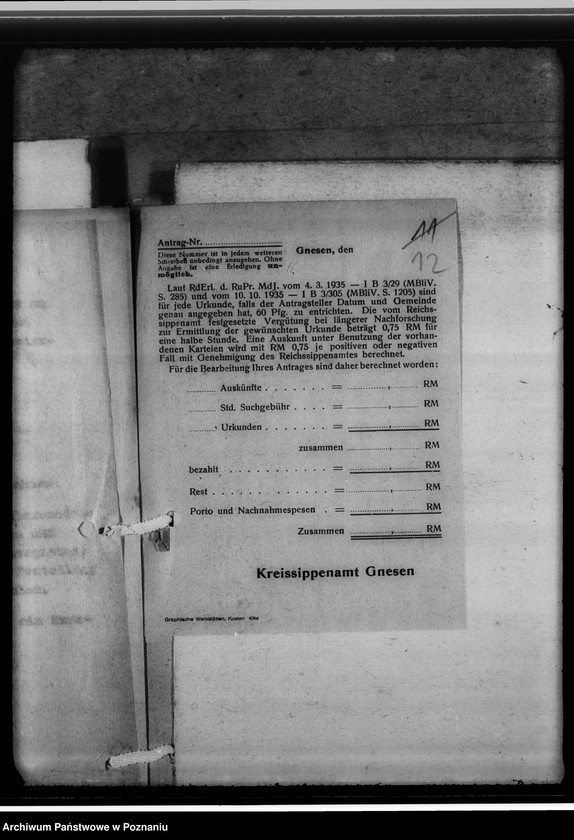 11
12
Antrag-Nr.
Diese Nummer ist in jedem weiteren
Schreiben unbedingt anzugeben. Ohne
Angabe ist eine Erledigung un-
möglich.
Gnesen, den
Laut RdErl. d. RuPr. MdJ. vom 4. 3. 1935 — I B 3/29 (MBliV.
S. 285) und vom 10. 10. 1935 — I B 3/305 (MBliV. S. 1205) sind
für jede Urkunde, falls der Antragsteller Datum und Gemeinde
genau angegeben hat, 60 Pfg. zu entrichten. Die vom Reichs-
sippenamt festgesetzte Vergütung bei längerer Nachforschung
zur Ermittlung der gewünschten Urkunde beträgt 0,75 RM für
eine halbe Stunde. Eine Auskunft unter Benutzung der vorhan-
denen Karteien wird mit RM 0,75 je positiven oder negativen
Fall mit Genehmigung des Reichssippenamtes berechnet.
Für die Bearbeitung Ihres Antrages sind daher berechnet worden:
Auskünfte . . . . . . = , RM
Std. Suchgebühr . . . . = , RM
Urkunden . . . . . . = , RM
zusammen , RM
bezahlt . . . . . . . . . . . = , RM
Rest . . . . . . . . . . . . = , RM
Porto und Nachnahmespesen . = , RM
Zusammen , RM
Kreissippenamt Gnesen
Graphische Werkstätten, Kosten
Archiwum Państwowe w Poznaniu